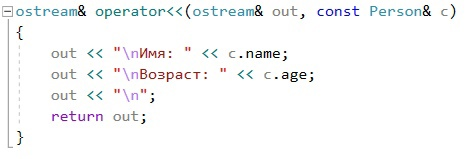 ostream& operator<<(ostream& out, const Person& c)
{
    out << "\nИмя: " << c.name;
    out << "\nВозраст: " << c.age;
    out << "\n";
    return out;
}